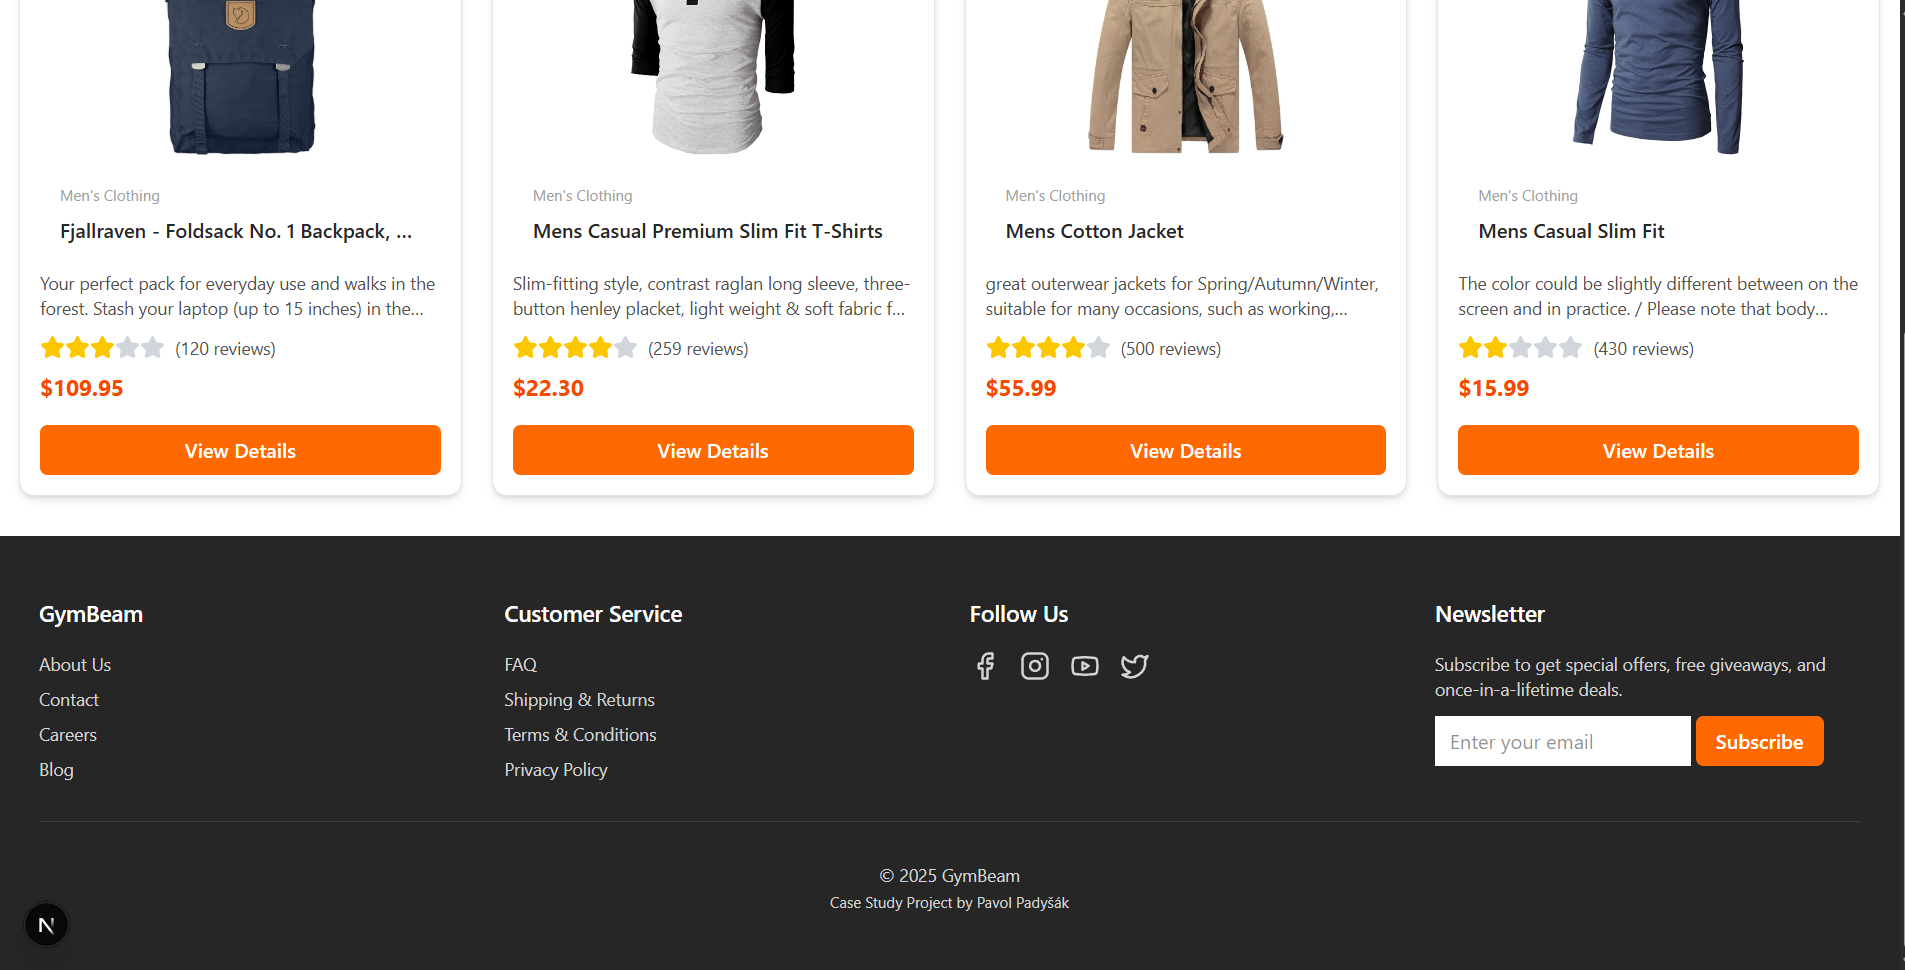 Men's Clothing
Fjallraven - Foldsack No. 1 Backpack, ...
Your perfect pack for everyday use and walks in the
forest. Stash your laptop (up to 15 inches) in the...
(120 reviews)
$109.95
View Details
Men's Clothing
Mens Casual Premium Slim Fit T-Shirts
Slim-fitting style, contrast raglan long sleeve, three-
button henley placket, light weight & soft fabric f...
(259 reviews)
$22.30
View Details
Men's Clothing
Mens Cotton Jacket
great outerwear jackets for Spring/Autumn/Winter,
suitable for many occasions, such as working,...
(500 reviews)
$55.99
View Details
Men's Clothing
Mens Casual Slim Fit
The color could be slightly different between on the
screen and in practice. / Please note that body...
(430 reviews)
$15.99
View Details
GymBeam
About Us
Contact
Careers
Blog
Customer Service
FAQ
Shipping & Returns
Terms & Conditions
Privacy Policy
Follow Us
Newsletter
Subscribe to get special offers, free giveaways, and
once-in-a-lifetime deals.
Enter your email
Subscribe
© 2025 GymBeam
Case Study Project by Pavol Padyšák
N